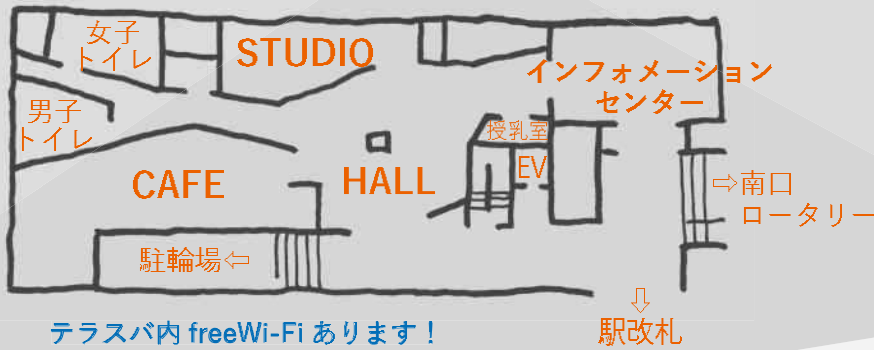 女子
トイレ
STUDIO
インフォメーション
センター
男子
トイレ
授乳室
EV
CAFE
HALL
⇨南口
ロータリー
駐輪場⇦
⇩
駅改札
テラスバ内 freeWi-Fi あります！